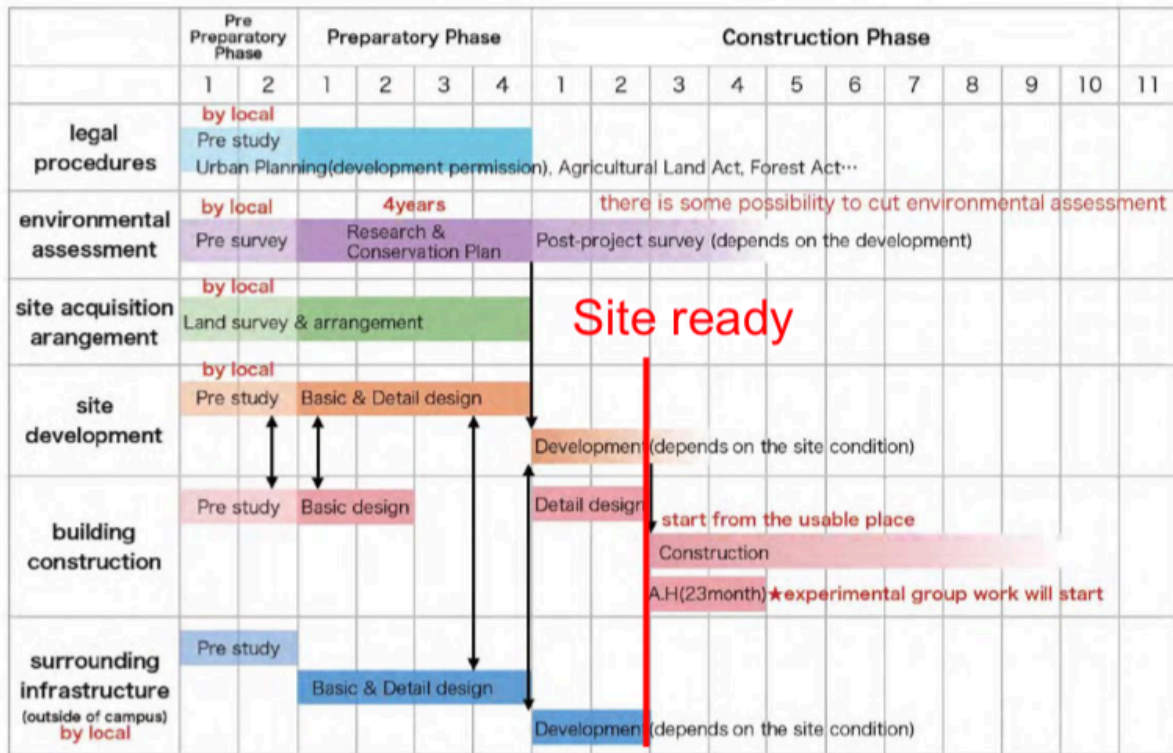 Pre
Preparatory
Phase
Preparatory Phase
Construction Phase
1 2 1 2 3 4 1 2 3 4 5 6 7 8 9 10 11
legal
procedures
by local
Pre study
Urban Planning(development permission), Agricultural Land Act, Forest Act…
environmental
assessment
by local
4years
there is some possibility to cut environmental assessment
Pre survey
Research &
Conservation Plan
Post-project survey (depends on the development)
site acquisition
arangement
by local
Land survey & arrangement
Site ready
site
development
by local
Pre study
Basic & Detail design
Development(depends on the site condition)
building
construction
Pre study
Basic design
Detail design
start from the usable place
Construction
A.H(23month)★experimental group work will start
surrounding
infrastructure
(outside of campus)
by local
Pre study
Basic & Detail design
Development (depends on the site condition)